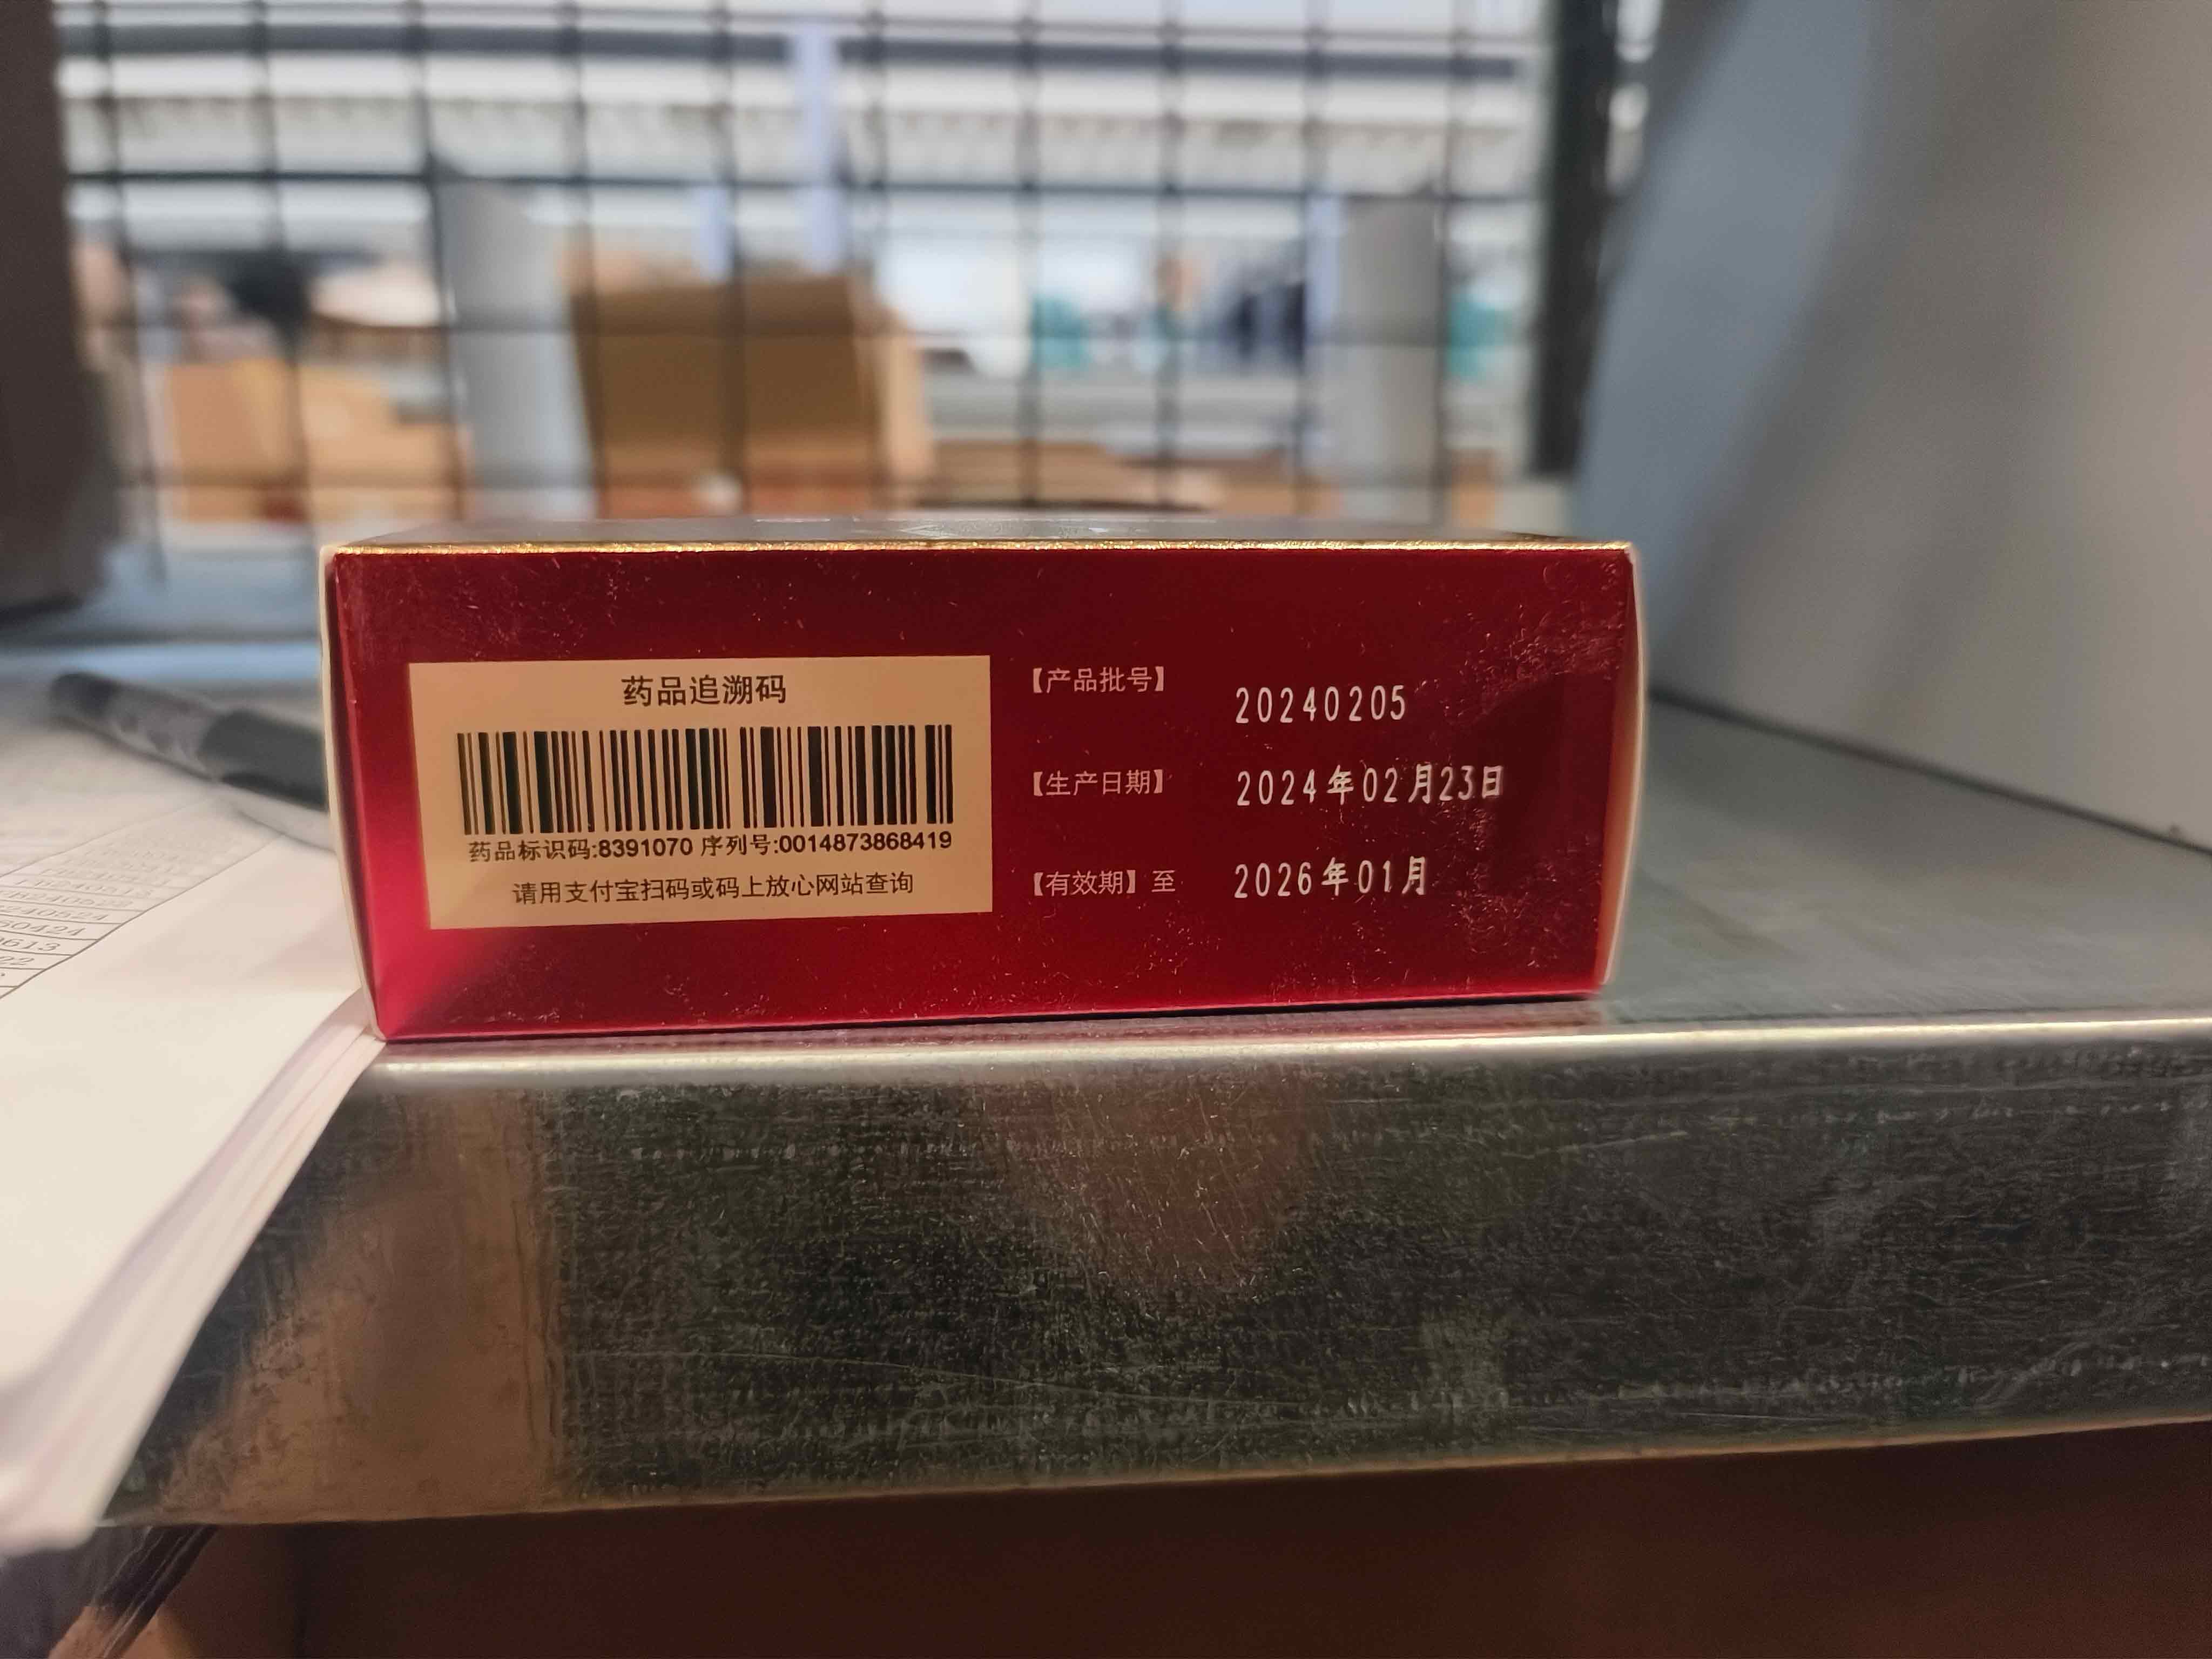 药品追溯码
药品标识码:8391070 序列号:0014873868419
请用支付宝扫码或码上放心网站查询
【产品批号】 20240205
【生产日期】 2024年02月23日
【有效期】至 2026年01月